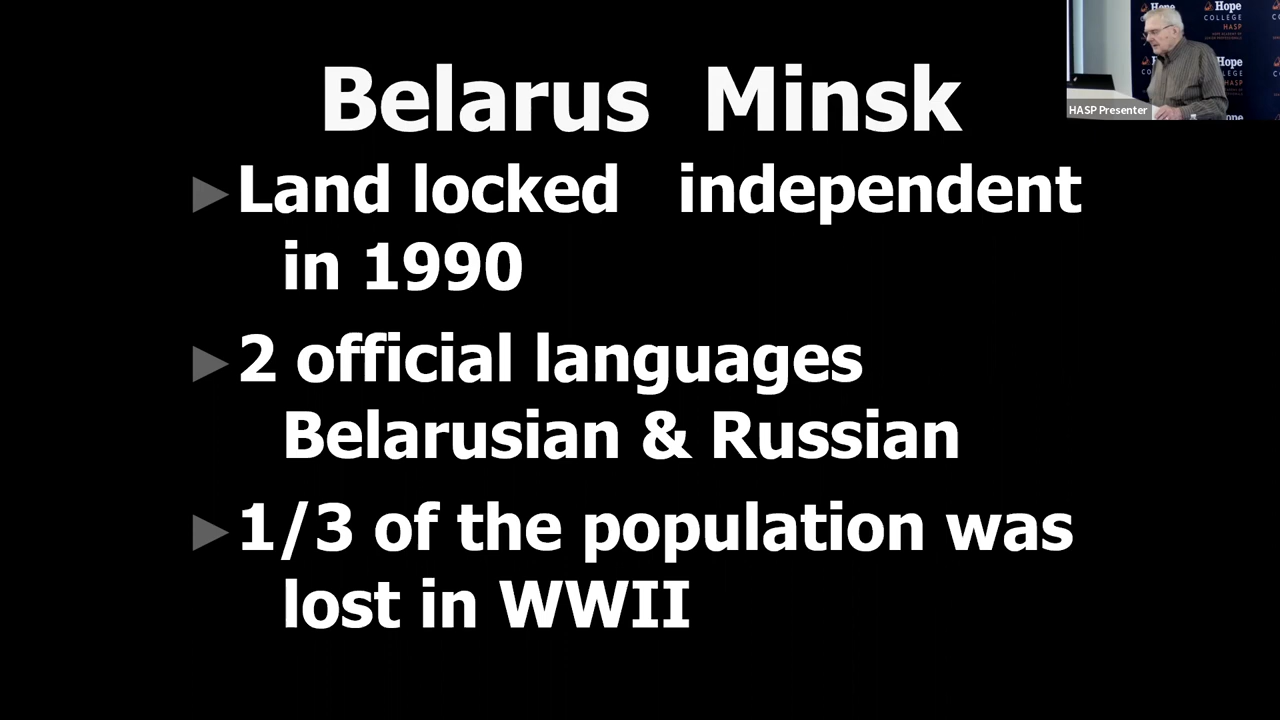 Belarus Minsk
Land locked independent
in 1990
2 official languages
Belarusian & Russian
1/3 of the population was
lost in WWII
Hope
COLLEGE
HASP
HASP Presenter